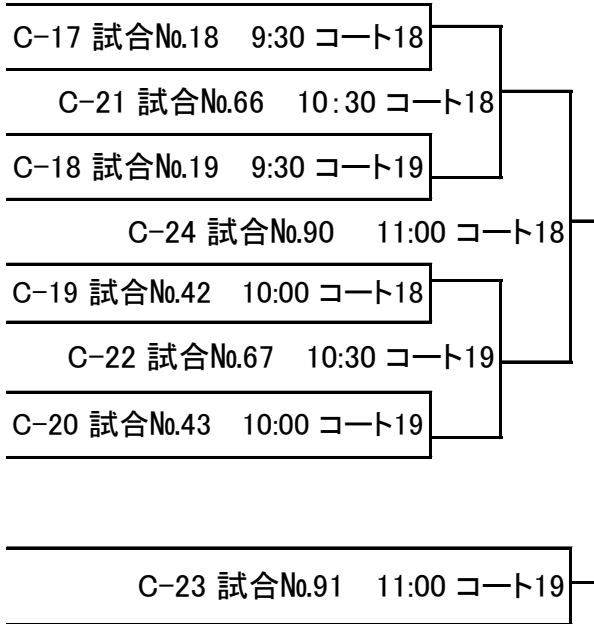 C-17 試合№18 9:30 コート18
C-21 試合№66 10:30 コート18
C-18 試合№19 9:30 コート19
C-24 試合№90 11:00 コート18
C-19 試合№42 10:00 コート18
C-22 試合№67 10:30 コート19
C-20 試合№43 10:00 コート19
C-23 試合№91 11:00 コート19